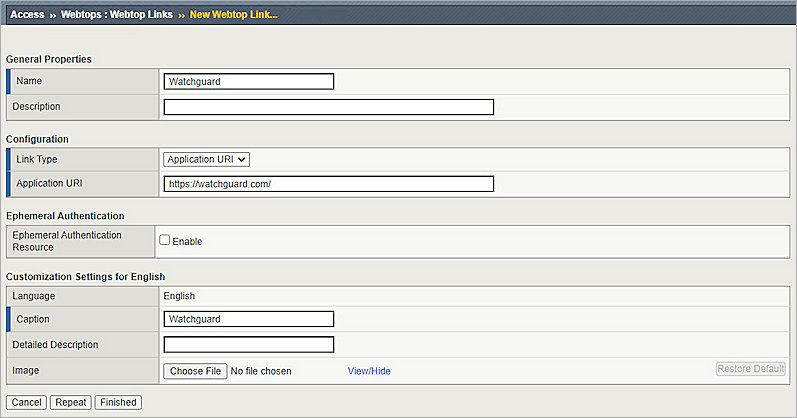 Access » Webtops : Webtop Links » New Webtop Link...
General Properties
Name Watchguard
Description
Configuration
Link Type Application URI
Application URI https://watchguard.com/
Ephemeral Authentication
Ephemeral Authentication
Resource
Enable
Customization Settings for English
Language English
Caption Watchguard
Detailed Description
Image Choose File No file chosen View/Hide Restore Default
Cancel Repeat Finished